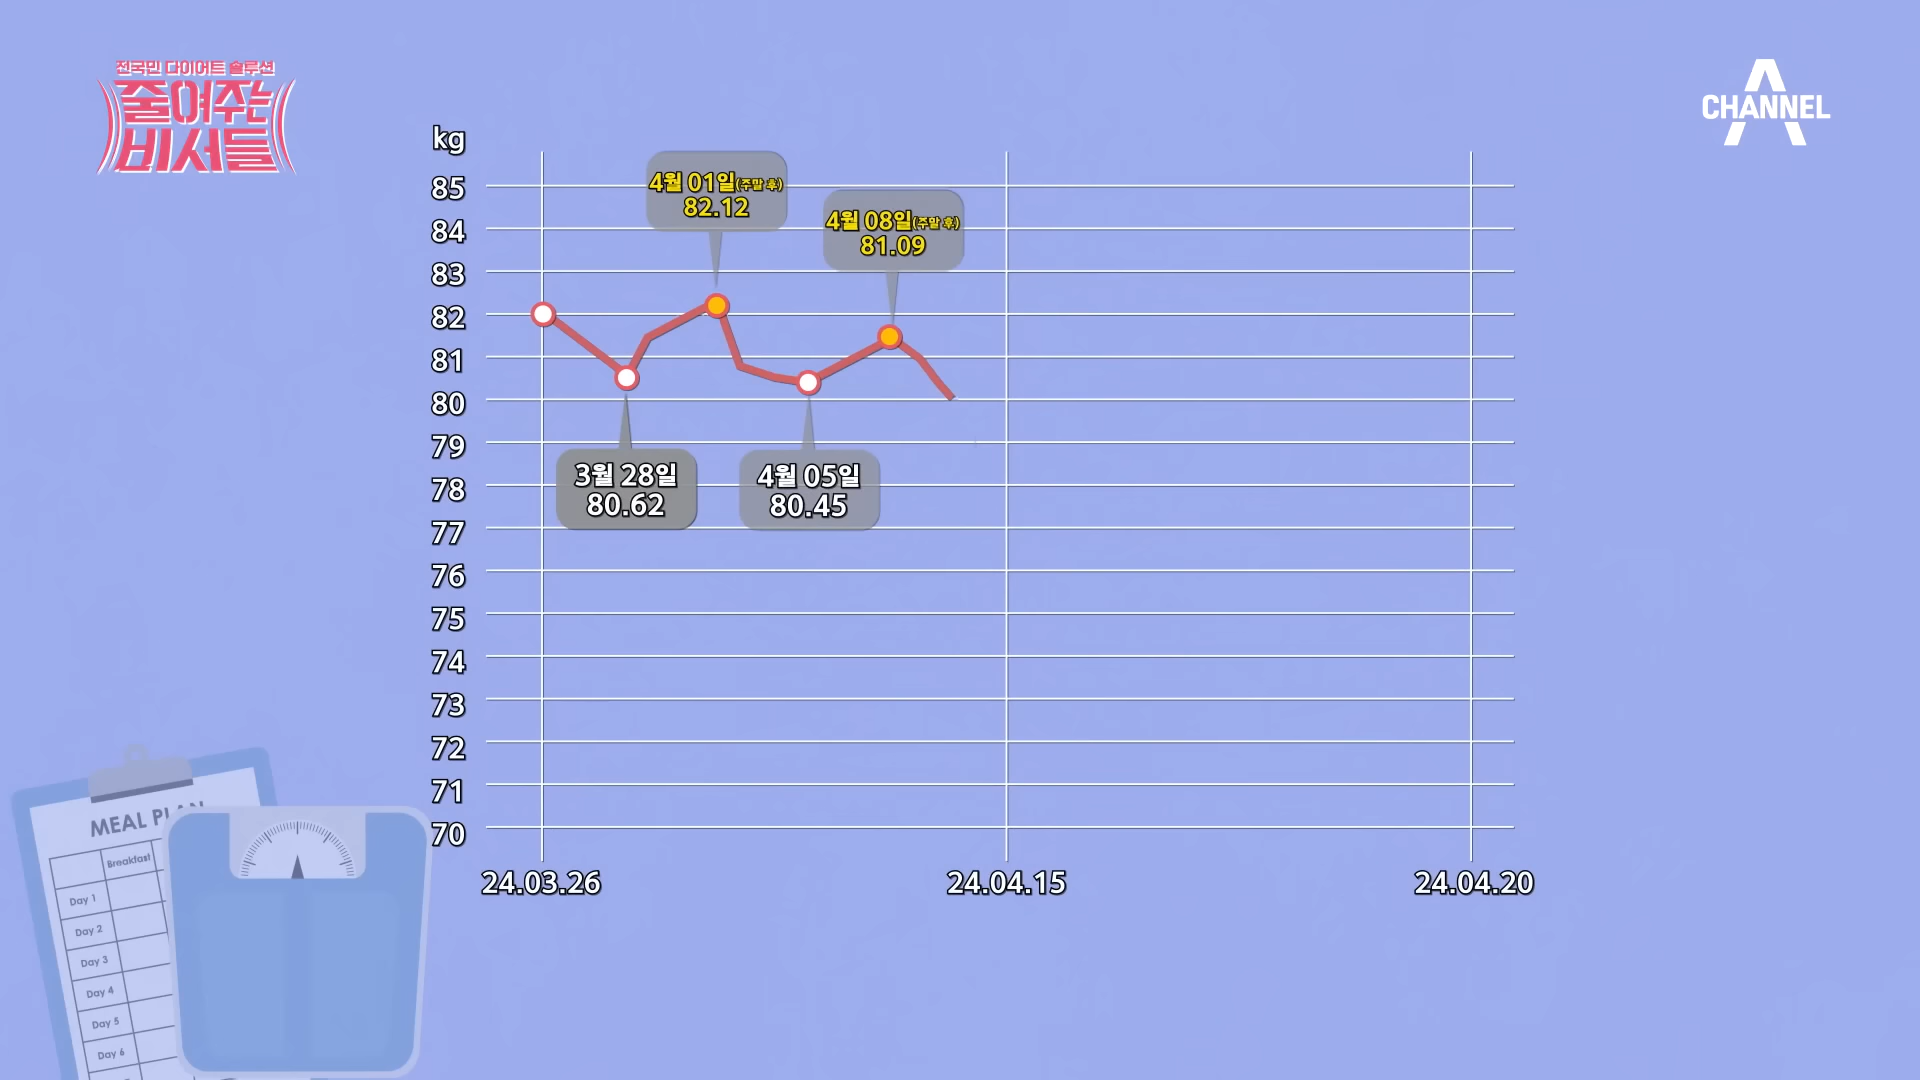 전국민 다이어트 솔루션
줄여주는
비서들
CHANNEL A
kg
85
84
83
82
81
80
79
78
77
76
75
74
73
72
71
70
4월 01일(주말 후)
82.12
4월 08일(주말 후)
81.09
3월 28일
80.62
4월 05일
80.45
24.03.26
24.04.15
24.04.20
MEAL PLAN
Breakfast
Day 1
Day 2
Day 3
Day 4
Day 5
Day 6